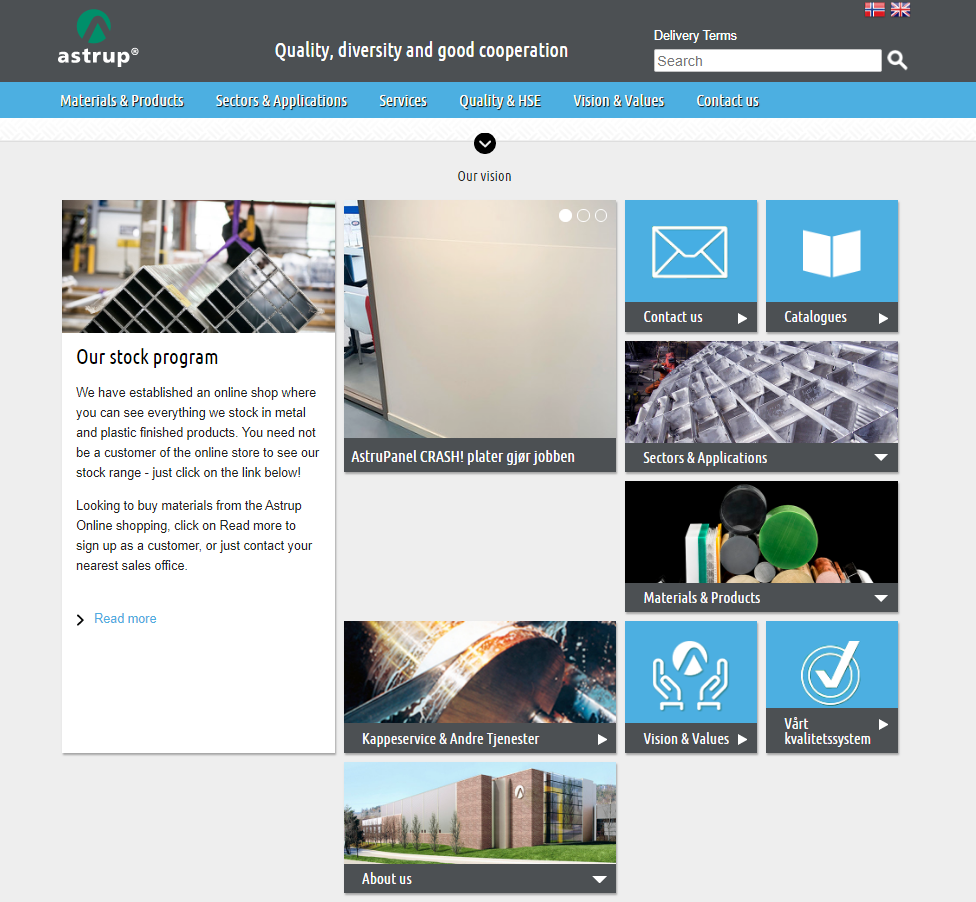 astrup®
Quality, diversity and good cooperation
Delivery Terms
Search
Materials & Products
Sectors & Applications
Services
Quality & HSE
Vision & Values
Contact us
Our vision
Our stock program
We have established an online shop where
you can see everything we stock in metal
and plastic finished products. You need not
be a customer of the online store to see our
stock range - just click on the link below!
Looking to buy materials from the Astrup
Online shopping, click on Read more to
sign up as a customer, or just contact your
nearest sales office.
Read more
AstruPanel CRASH! plater gjør jobben
Contact us
Catalogues
Sectors & Applications
Materials & Products
Kappeservice & Andre Tjenester
Vision & Values
Vårt
kvalitetssystem
About us